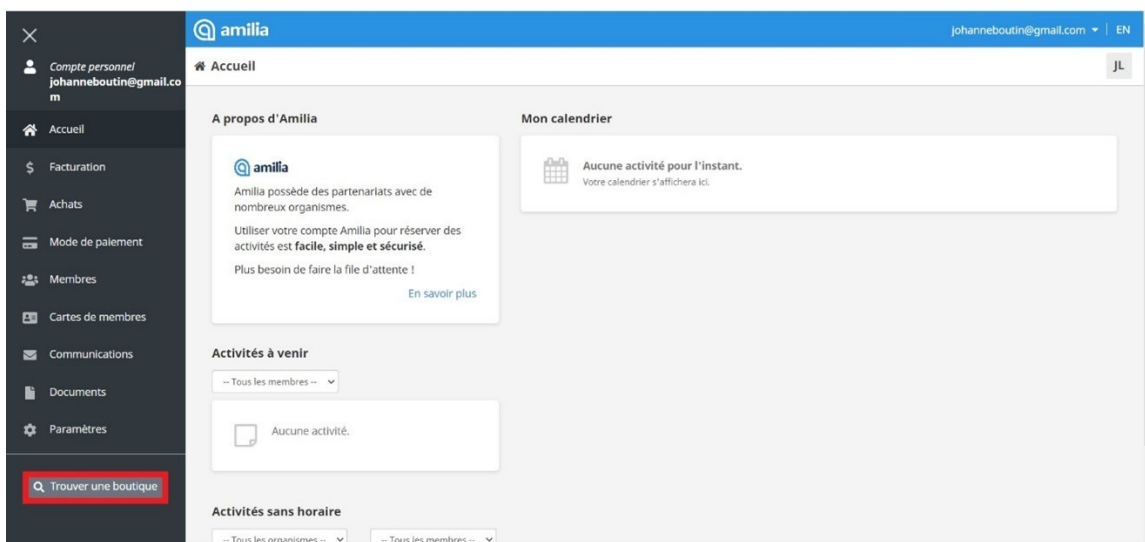 amilia
johanneboutin@gmail.com
EN
Compte personnel
johanneboutin@gmail.co
m
Accueil
JL
Accueil
Facturation
Achats
Mode de paiement
Membres
Cartes de membres
Communications
Documents
Paramètres
Trouver une boutique
A propos d'Amilia
amilia
Amilia possède des partenariats avec de
nombreux organismes.
Utiliser votre compte Amilia pour réserver des
activités est facile, simple et sécurisé.
Plus besoin de faire la file d'attente !
En savoir plus
Mon calendrier
Aucune activité pour l'instant.
Votre calendrier s'affichera ici.
Activités à venir
-- Tous les membres --
Aucune activité.
Activités sans horaire
-- Tous les organismes --
-- Tous les membres --